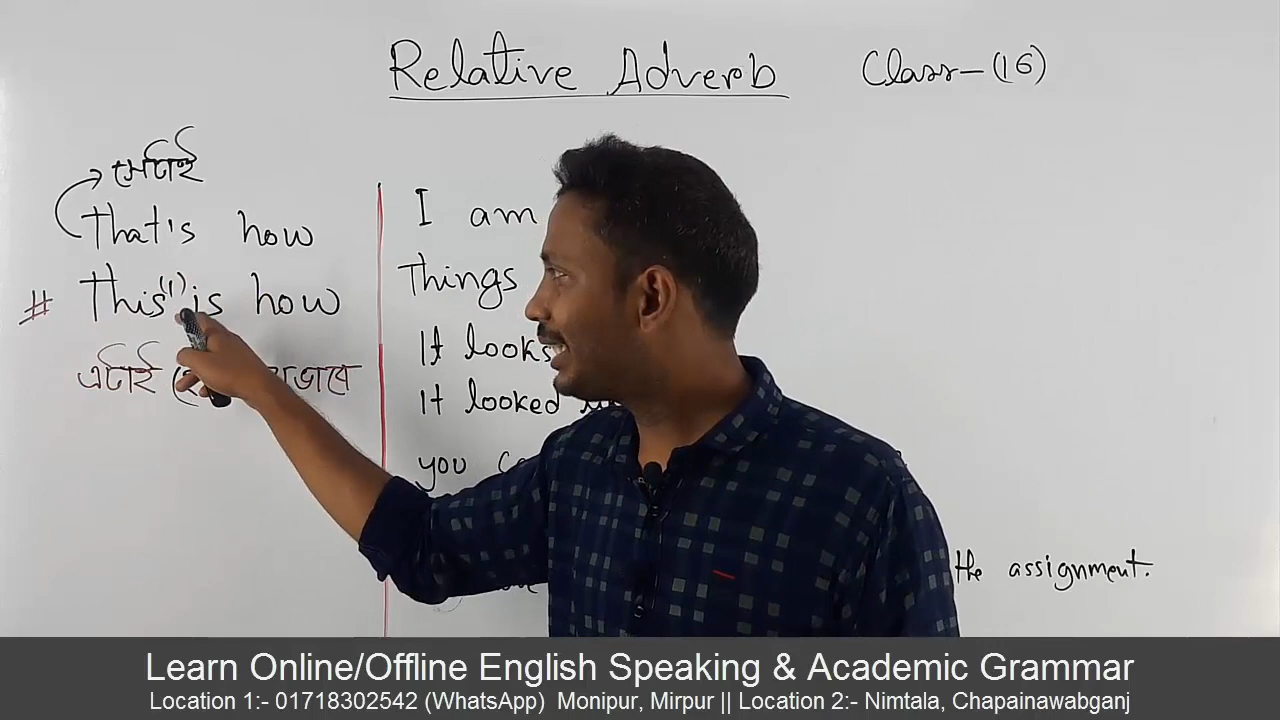 Relative Adverb Class-(16)
সেটাই
That's how
# This (1) is how
এটাই
I am
Things
It looks
It looked
you
the assignment.
Learn Online/Offline English Speaking & Academic Grammar
Location 1:- 01718302542 (WhatsApp) Monipur, Mirpur || Location 2:- Nimtala, Chapainawabganj